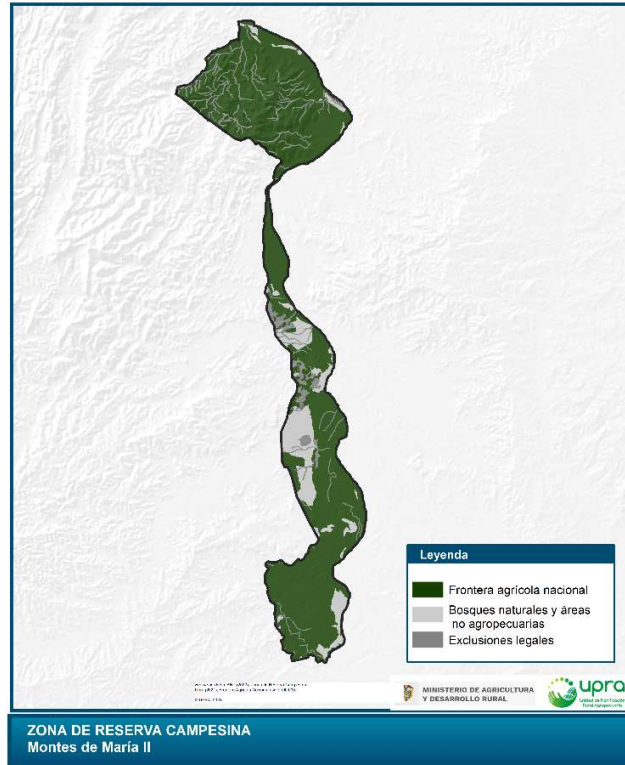 Leyenda
Frontera agrícola nacional
Bosques naturales y áreas
no agropecuarias
Exclusiones legales
MINISTERIO DE AGRICULTURA
Y DESARROLLO RURAL
upra
ZONA DE RESERVA CAMPESINA
Montes de María II